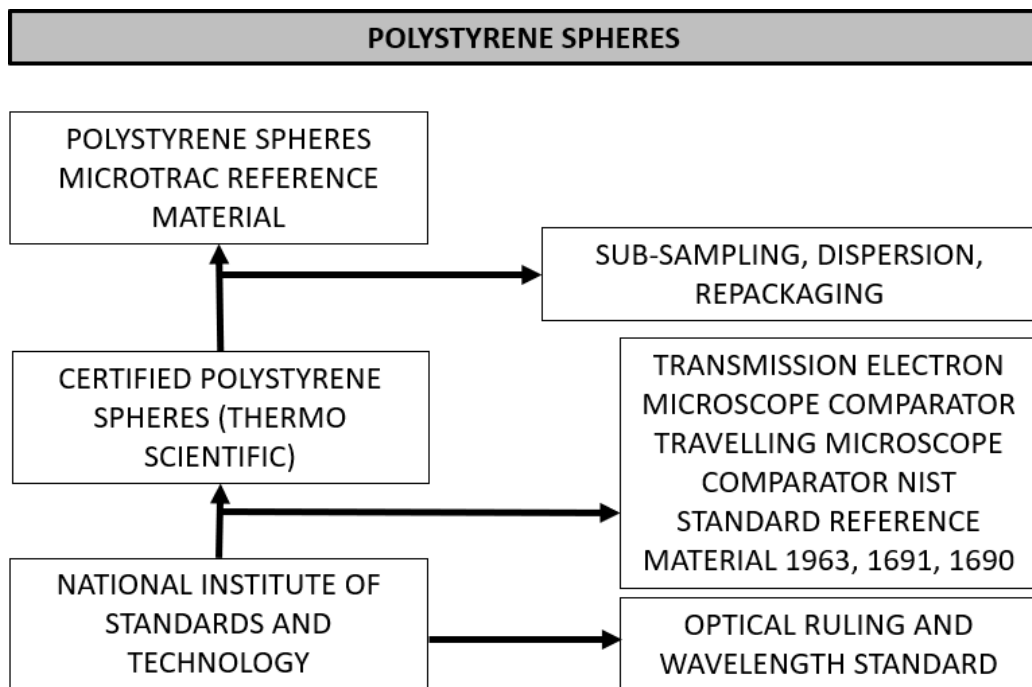 POLYSTYRENE SPHERES
POLYSTYRENE SPHERES
MICROTRAC REFERENCE
MATERIAL
SUB-SAMPLING, DISPERSION,
REPACKAGING
CERTIFIED POLYSTYRENE
SPHERES (THERMO
SCIENTIFIC)
TRANSMISSION ELECTRON
MICROSCOPE COMPARATOR
TRAVELLING MICROSCOPE
COMPARATOR NIST
STANDARD REFERENCE
MATERIAL 1963, 1691, 1690
NATIONAL INSTITUTE OF
STANDARDS AND
TECHNOLOGY
OPTICAL RULING AND
WAVELENGTH STANDARD